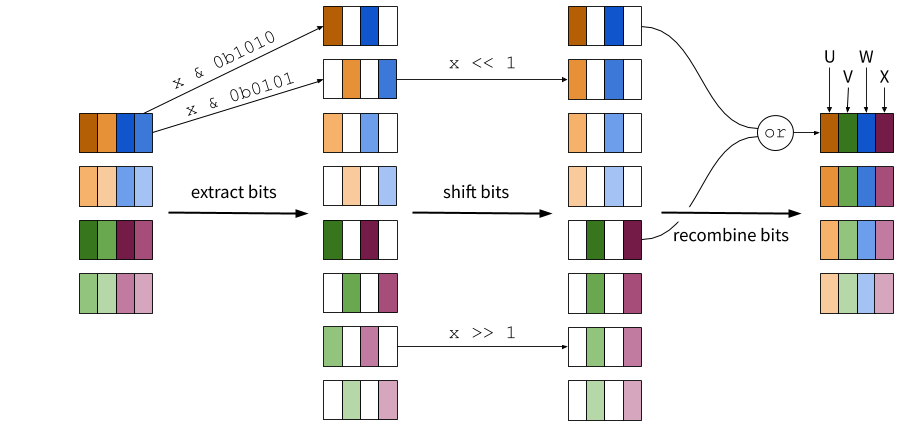 x & 0b1010
x & 0b0101
extract bits
x << 1
shift bits
x >> 1
or
recombine bits
U
V
W
X